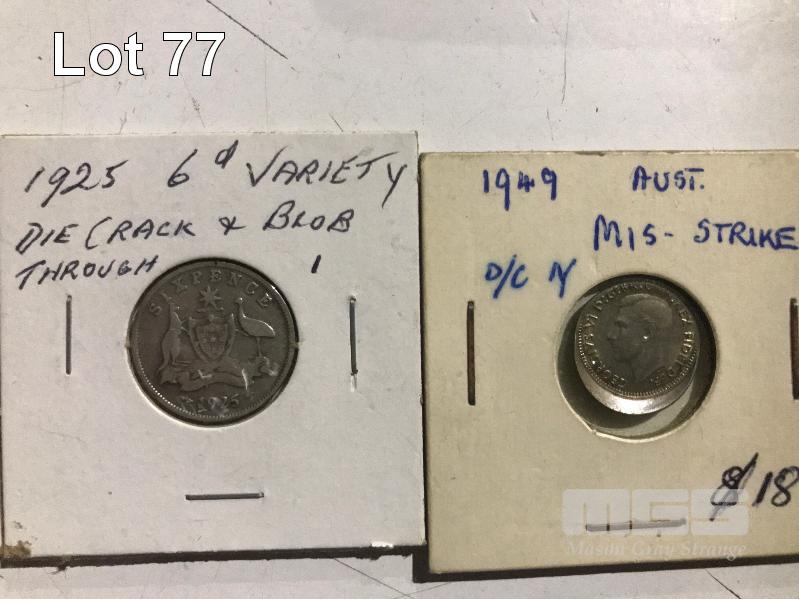 Lot 77
1925 6d VARIETY
DIE CRACK & BLOB
THROUGH 1
SIXPENCE
1925
1949 AUST.
MIS-STRIKE
D/C N
$18
MGS
Masihi Gray Strange